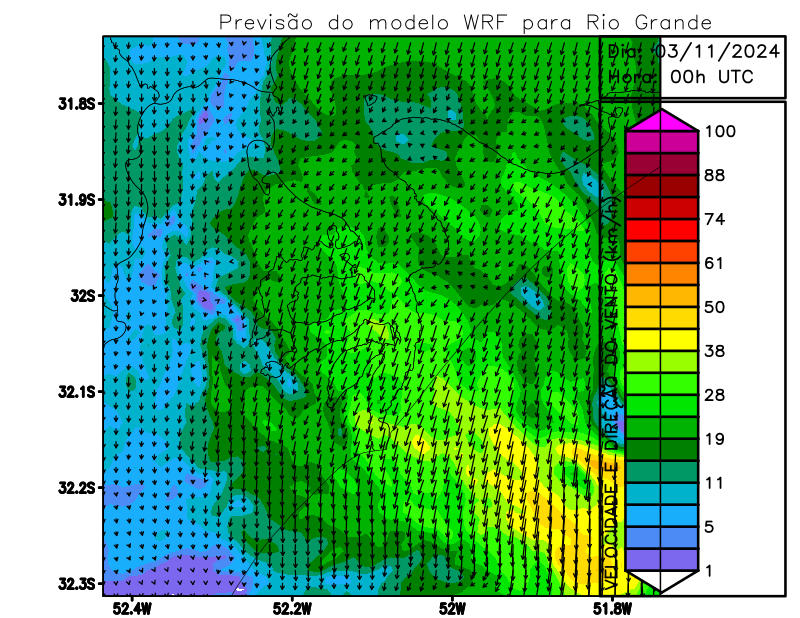 Previsão do modelo WRF para Rio Grande
Dia: 03/11/2024
Hora: 00h UTC
31.8S
31.9S
32S
32.1S
32.2S
32.3S
52.4W
52.2W
52W
51.8W
VELOCIDADE E DIREÇÃO DO VENTO (km/h)
100
88
74
61
50
38
28
19
11
5
1